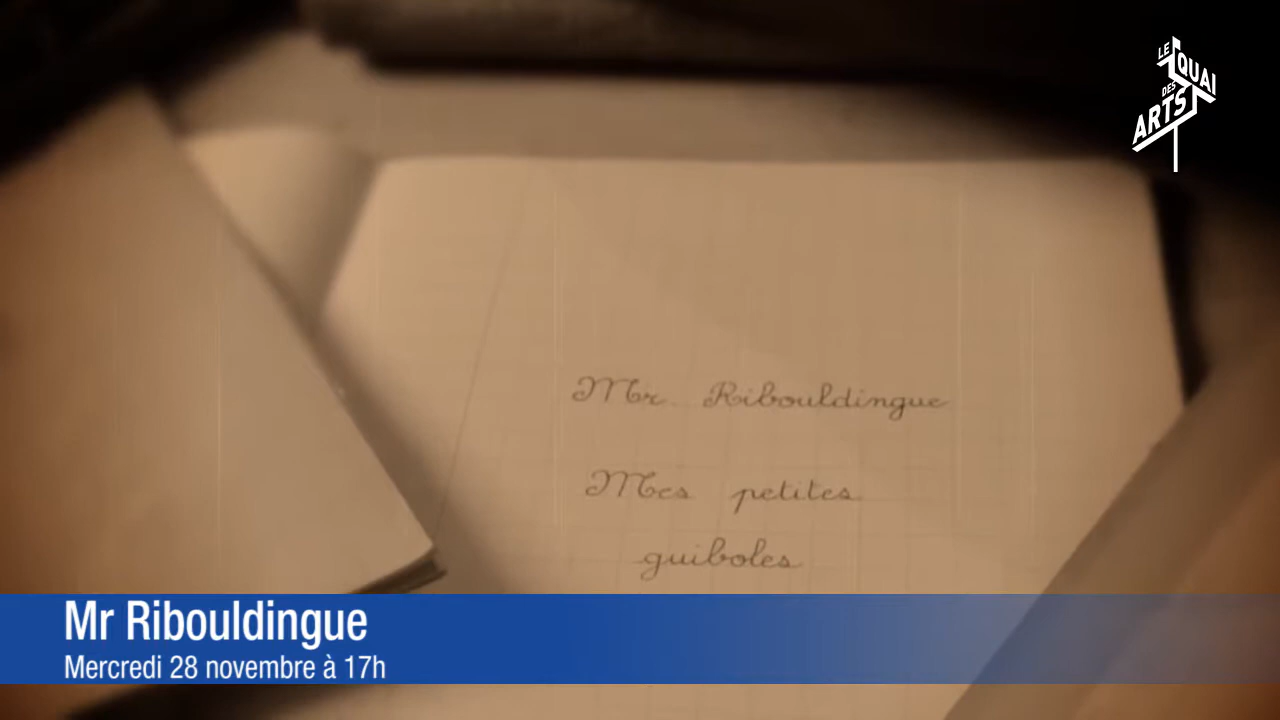 LE
QUAI
DES
ARTS
Mr Ribouldingue
Mes petites
guiboles
Mr Ribouldingue
Mercredi 28 novembre à 17h